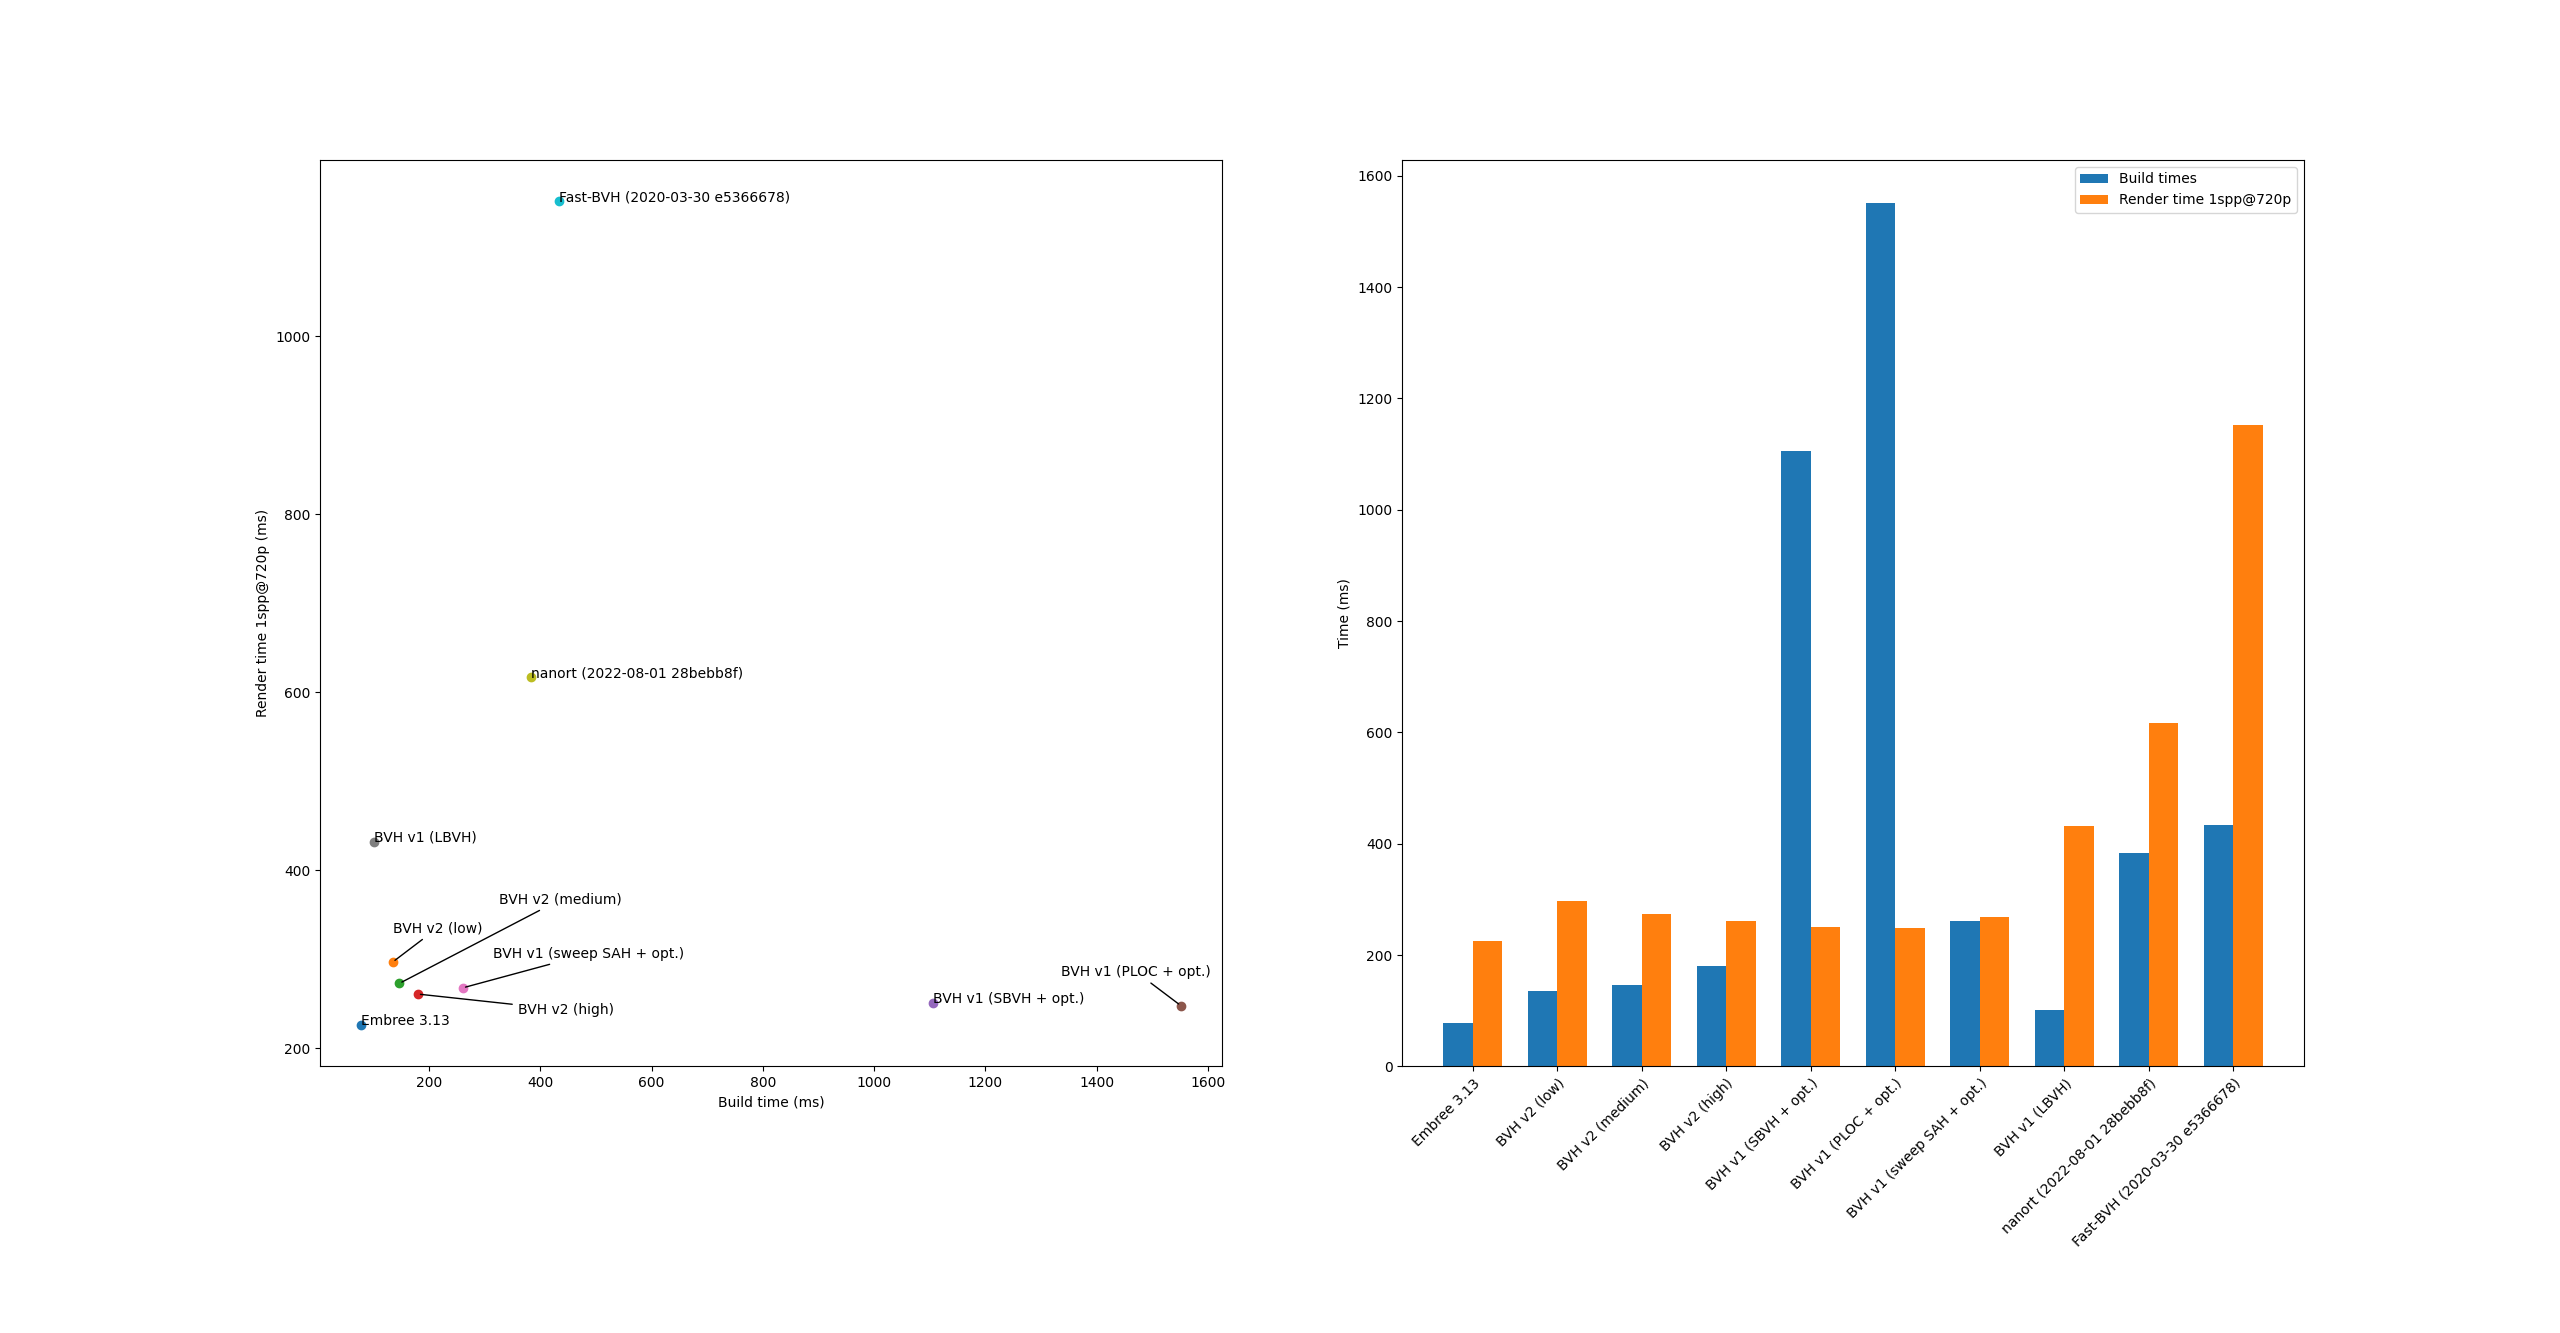 Fast-BVH (2020-03-30 e5366678)
nanort (2022-08-01 28bebb8f)
BVH v1 (LBVH)
BVH v2 (medium)
BVH v2 (low)
BVH v1 (sweep SAH + opt.)
BVH v1 (PLOC + opt.)
BVH v1 (SBVH + opt.)
BVH v2 (high)
Embree 3.13
1000
800
600
400
200
Render time 1spp@720p (ms)
200
400
600
800
1000
1200
1400
1600
Build time (ms)
Build times
Render time 1spp@720p
1600
1400
1200
1000
800
600
400
200
0
Time (ms)
Embree 3.13
BVH v2 (low)
BVH v2 (medium)
BVH v2 (high)
BVH v1 (SBVH + opt.)
BVH v1 (PLOC + opt.)
BVH v1 (sweep SAH + opt.)
BVH v1 (LBVH)
nanort (2022-08-01 28bebb8f)
Fast-BVH (2020-03-30 e5366678)